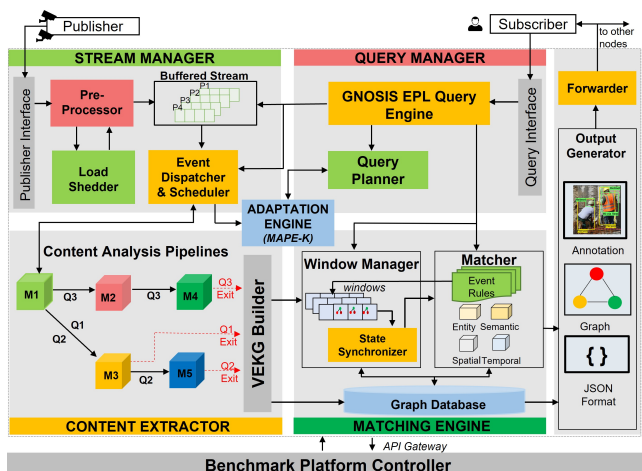 Publisher
Subscriber
to other
nodes
STREAM MANAGER
QUERY MANAGER
Publisher Interface
Pre-
Processor
Load
Shedder
Buffered Stream
P1
P2
P3
P4
Event
Dispatcher
& Scheduler
GNOSIS EPL Query
Engine
Query
Planner
Query Interface
ADAPTATION
ENGINE
(MAPE-K)
Forwarder
Output
Generator
Annotation
Graph
{ }
JSON
Format
Content Analysis Pipelines
M1
Q3
M2
Q3
M4
Q3
Exit
Q1
Q2
Q1
Exit
M3
Q2
M5
Q2
Exit
VEKG Builder
CONTENT EXTRACTOR
Window Manager
windows
State
Synchronizer
Matcher
Event
Rules
Entity
Semantic
Spatial
Temporal
Graph Database
MATCHING ENGINE
API Gateway
Benchmark Platform Controller